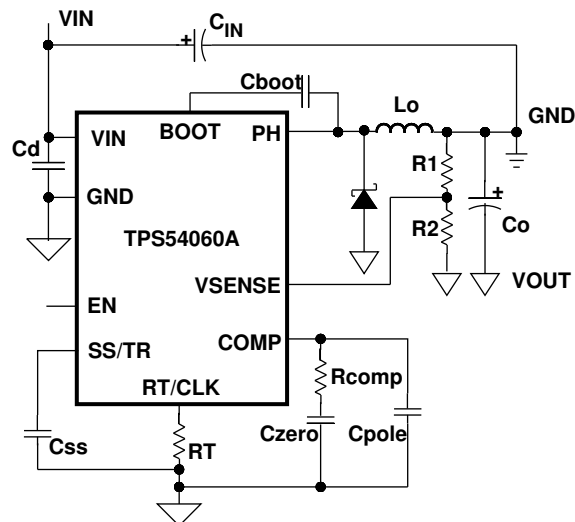 VIN
+
CIN
Cboot
Lo
GND
VIN
BOOT
PH
Cd
R1
GND
+
TPS54060A
R2
Co
VSENSE
VOUT
EN
COMP
SS/TR
Rcomp
RT/CLK
Czero
Cpole
Css
RT